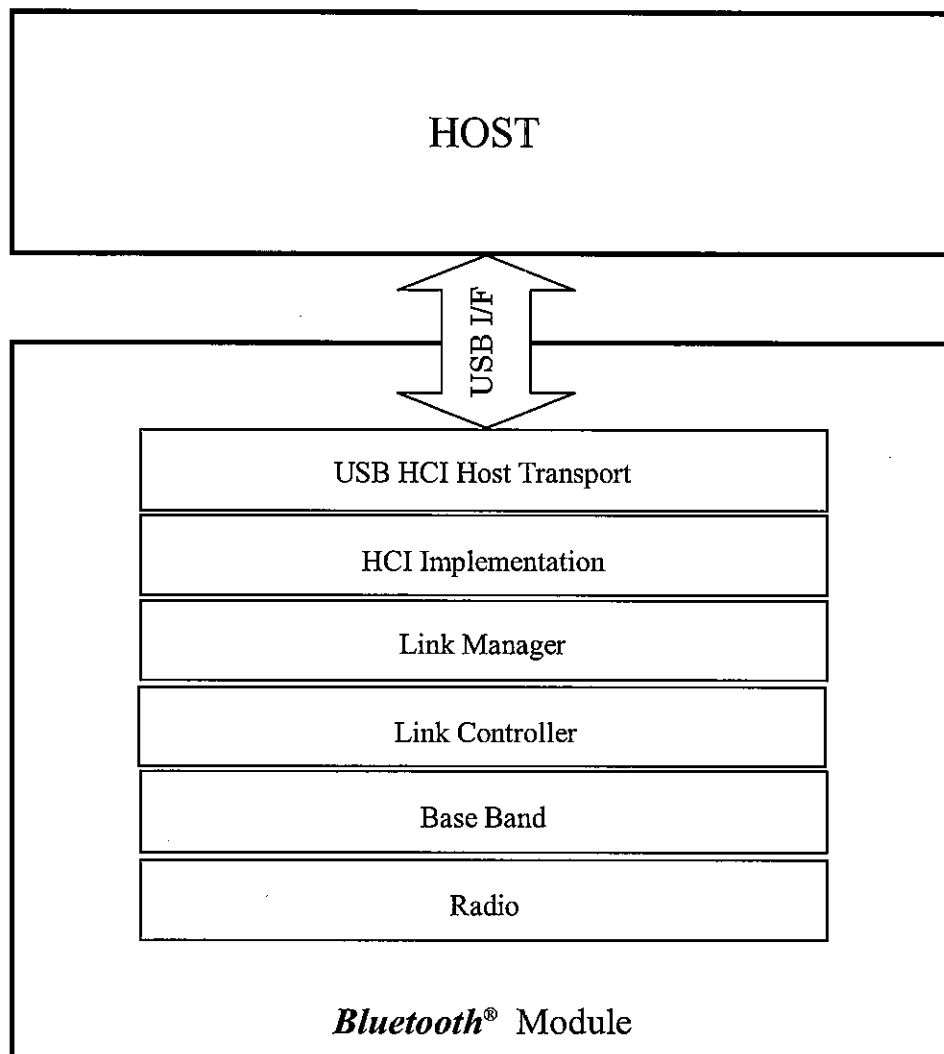 HOST
USB I/F
USB HCI Host Transport
HCI Implementation
Link Manager
Link Controller
Base Band
Radio
Bluetooth® Module